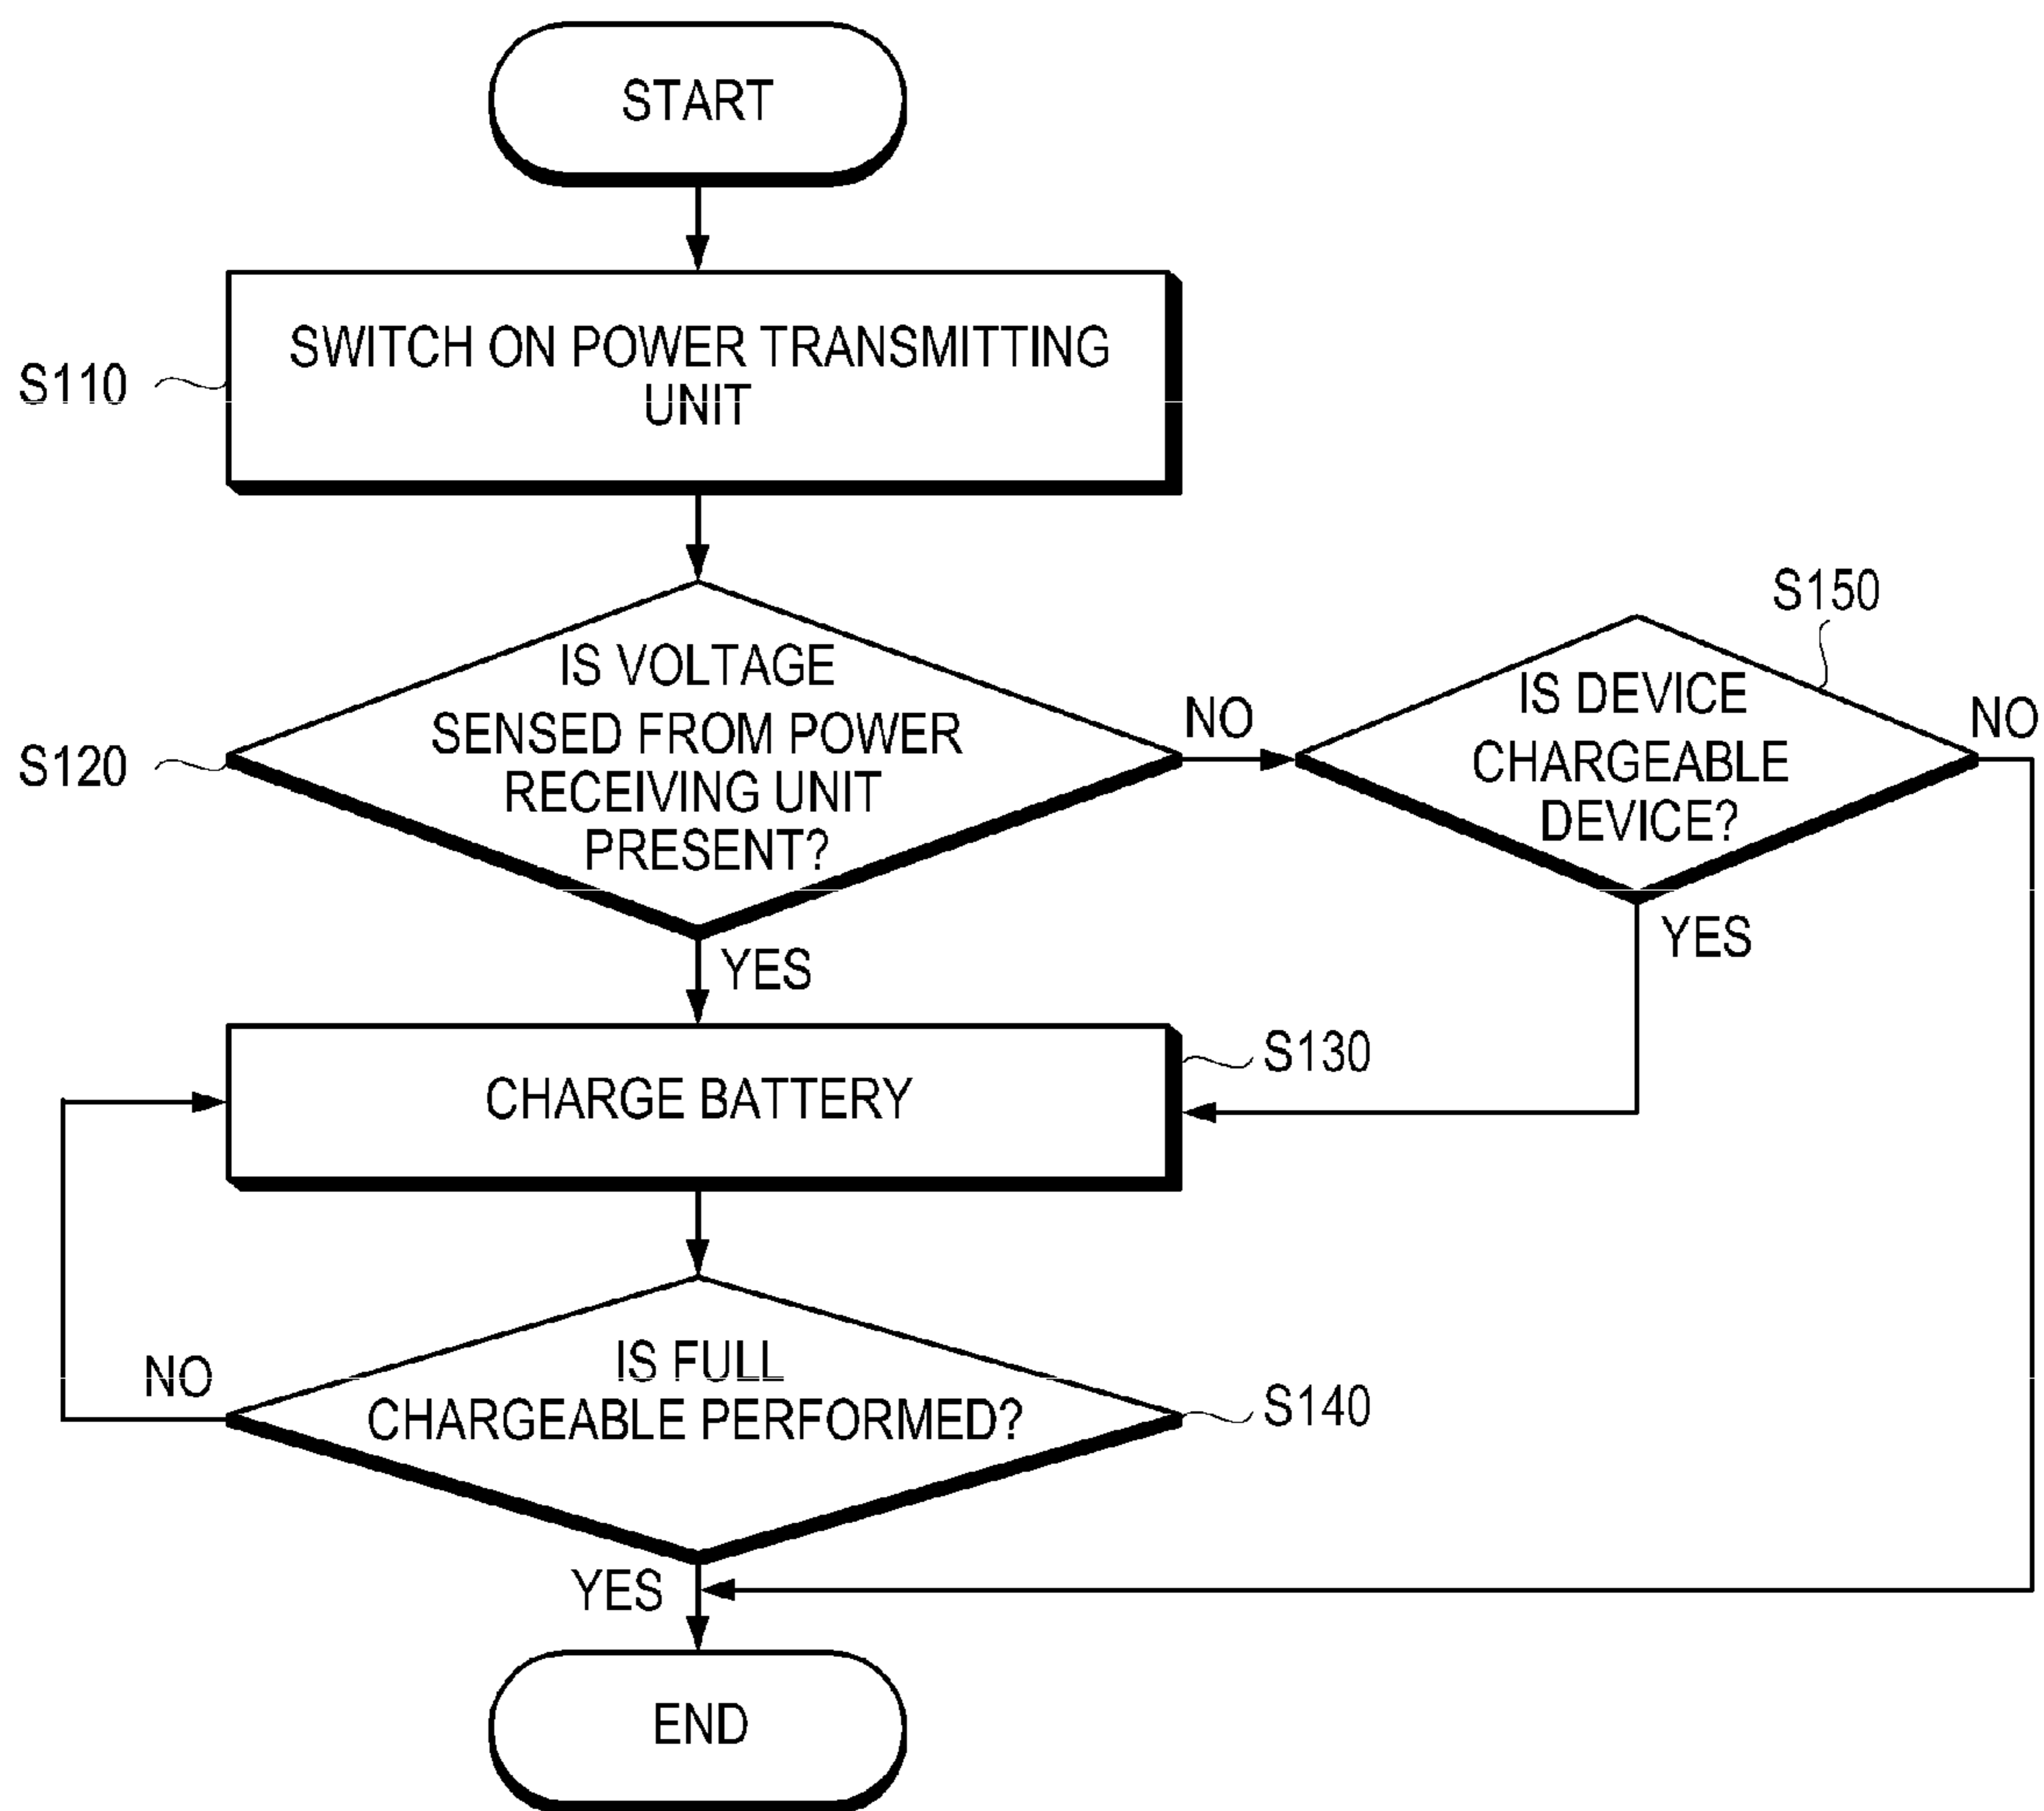 START
SWITCH ON POWER TRANSMITTING
UNIT
S110
S150
IS VOLTAGE
SENSED FROM POWER
RECEIVING UNIT
PRESENT?
S120
NO
IS DEVICE
CHARGEABLE
DEVICE?
NO
YES
YES
S130
CHARGE BATTERY
IS FULL
CHARGEABLE PERFORMED?
NO
S140
YES
END